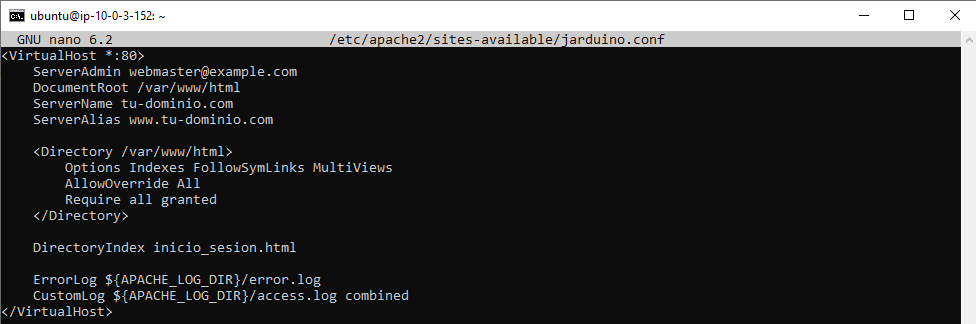 ubuntu@ip-10-0-3-152: ~
GNU nano 6.2 /etc/apache2/sites-available/jarduino.conf
<VirtualHost *:80>
    ServerAdmin webmaster@example.com
    DocumentRoot /var/www/html
    ServerName tu-dominio.com
    ServerAlias www.tu-dominio.com

    <Directory /var/www/html>
        Options Indexes FollowSymLinks MultiViews
        AllowOverride All
        Require all granted
    </Directory>

    DirectoryIndex inicio_sesion.html

    ErrorLog ${APACHE_LOG_DIR}/error.log
    CustomLog ${APACHE_LOG_DIR}/access.log combined
</VirtualHost>